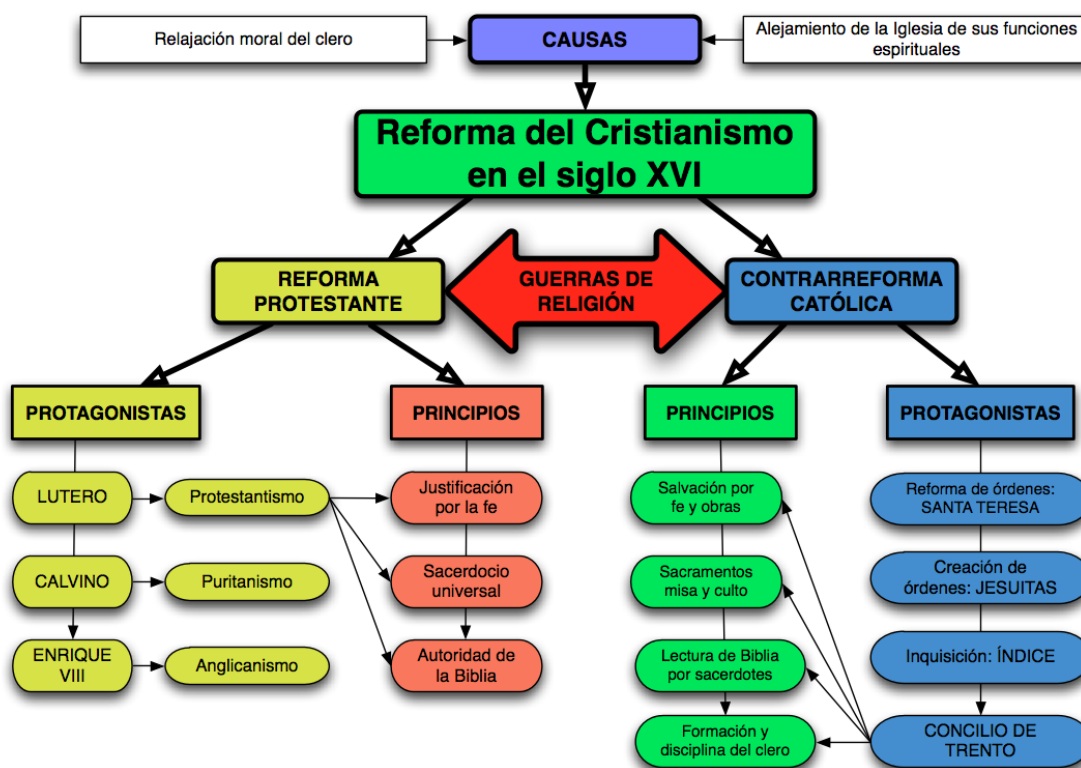 Relajación moral del clero
CAUSAS
Alejamiento de la Iglesia de sus funciones
espirituales
Reforma del Cristianismo
en el siglo XVI
REFORMA
PROTESTANTE
GUERRAS DE
RELIGIÓN
CONTRARREFORMA
CATÓLICA
PROTAGONISTAS
PRINCIPIOS
PRINCIPIOS
PROTAGONISTAS
LUTERO
Protestantismo
Justificación
por la fe
Salvación por
fe y obras
Reforma de órdenes:
SANTA TERESA
CALVINO
Puritanismo
Sacerdocio
universal
Sacramentos
misa y culto
Creación de
órdenes: JESUITAS
ENRIQUE
VIII
Anglicanismo
Autoridad de
la Biblia
Lectura de Biblia
por sacerdotes
Inquisición: ÍNDICE
Formación y
disciplina del clero
CONCILIO DE
TRENTO